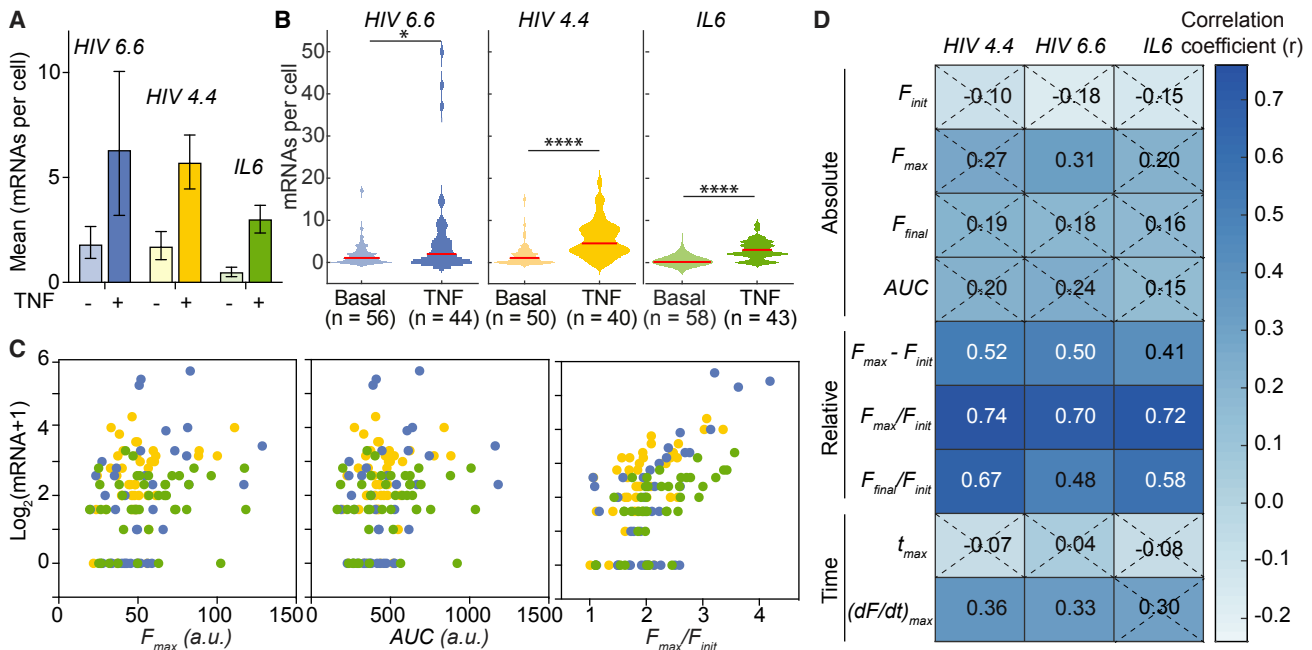 A
HIV 6.6
HIV 4.4
IL6
Mean (mRNAs per cell)
10
5
0
TNF - + - + - +
B
HIV 6.6 HIV 4.4 IL6
mRNAs per cell
50
40
30
20
10
0
* **** ****
Basal TNF Basal TNF Basal TNF
(n = 56) (n = 44) (n = 50) (n = 40) (n = 58) (n = 43)
C
Log2(mRNA+1)
6
4
3
2
0
0 50 100 150
0 500 1000 1500
1 2 3 4
Fmax (a.u.) AUC (a.u.) Fmax/Finit
D
HIV 4.4 HIV 6.6 IL6
Correlation
coefficient (r)
Absolute
Finit -0.10 -0.18 -0.15
Fmax 0.27 0.31 0.20
Ffinal 0.19 0.18 0.16
AUC 0.20 0.24 0.15
Relative
Fmax - Finit 0.52 0.50 0.41
Fmax/Finit 0.74 0.70 0.72
Ffinal/Finit 0.67 0.48 0.58
Time
tmax -0.07 0.04 -0.08
(dF/dt)max 0.36 0.33 0.30
0.7
0.6
0.5
0.4
0.3
0.2
0.0
-0.1
-0.2